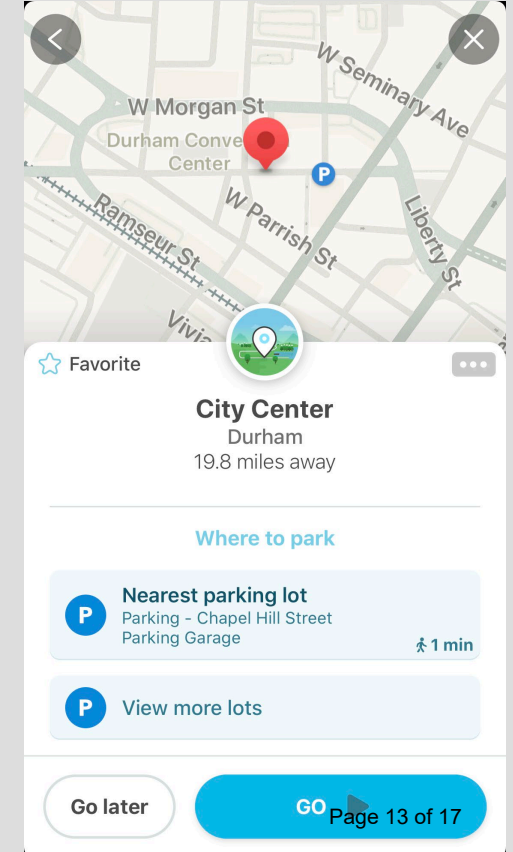 W Seminary Ave
W Morgan St
Durham Conve
Center
P
W Parrish St
Ramseur St
Liberty St
Vivia
Favorite
City Center
Durham
19.8 miles away
Where to park
P
Nearest parking lot
Parking - Chapel Hill Street
Parking Garage
1 min
P
View more lots
Go later
GO
Page 13 of 17